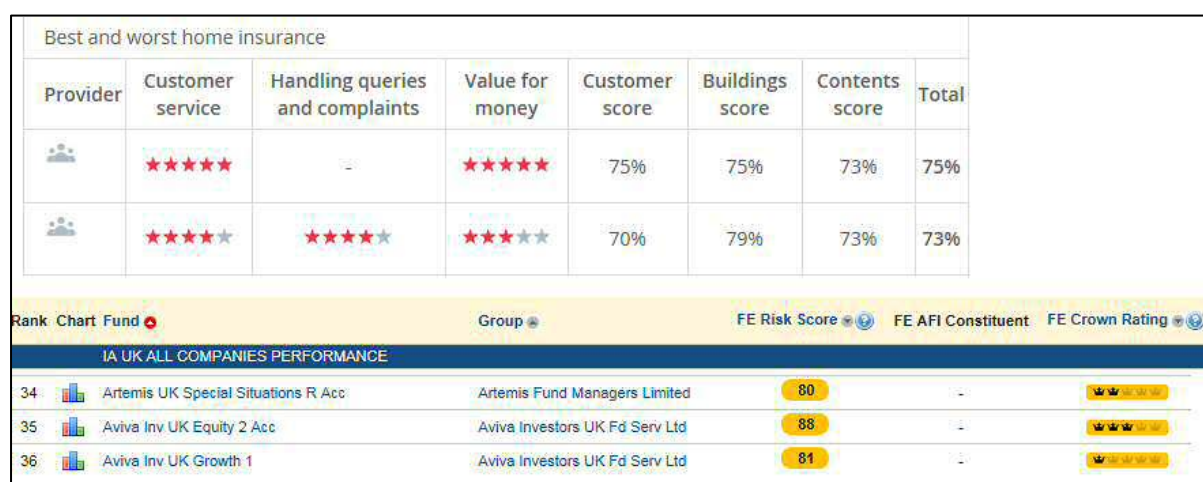 Best and worst home insurance
Provider Customer service Handling queries and complaints Value for money Customer score Buildings score Contents score Total
★★★★★ - ★★★★★ 75% 75% 73% 75%
★★★★★ ★★★★★ ★★★★★ 70% 79% 73% 73%
Rank Chart Fund Group FE Risk Score FE AFI Constituent FE Crown Rating
IA UK ALL COMPANIES PERFORMANCE
34 Artemis UK Special Situations R Acc Artemis Fund Managers Limited 80 -
35 Aviva Inv UK Equity 2 Acc Aviva Investors UK Fd Serv Ltd 88 -
36 Aviva Inv UK Growth 1 Aviva Investors UK Fd Serv Ltd 81 -